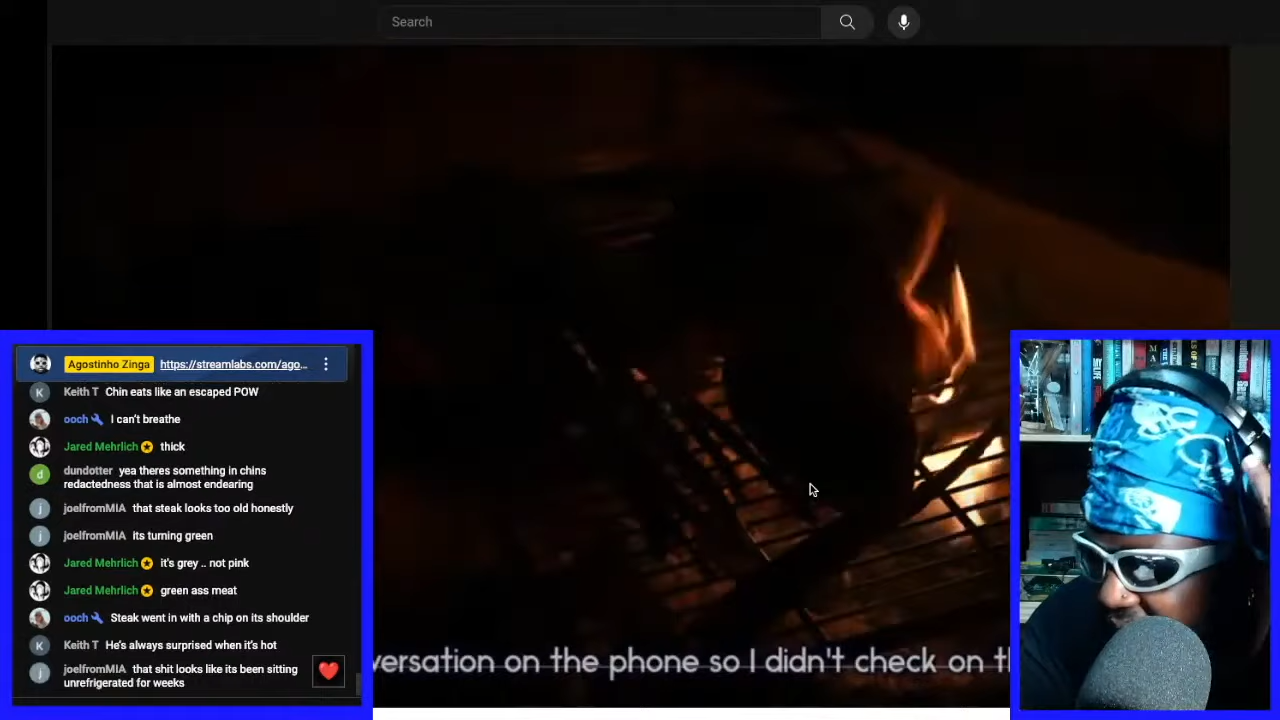 Search
Agostinho Zinga https://streamlabs.com/ago...
K Keith T Chin eats like an escaped POW
ooch I can't breathe
Jared Mehrlich thick
d dundotter yea theres something in chins
redactedness that is almost endearing
j joelfromMIA that steak looks too old honestly
j joelfromMIA its turning green
Jared Mehrlich it's grey .. not pink
Jared Mehrlich green ass meat
ooch Steak went in with a chip on its shoulder
K Keith T He's always surprised when it's hot
j joelfromMIA that shit looks like its been sitting
unrefrigerated for weeks
versation on the phone so I didn't check on th